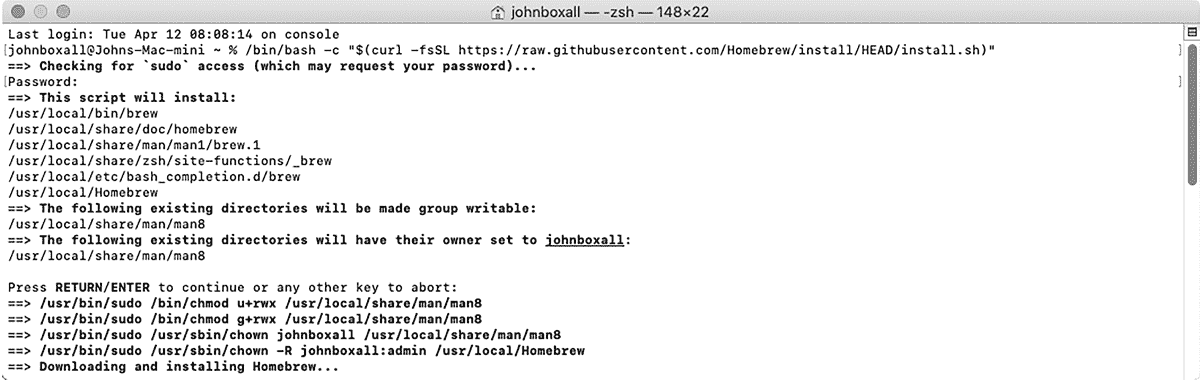 johnboxall — -zsh — 148×22
Last login: Tue Apr 12 08:08:14 on console
[johnboxall@Johns-Mac-mini ~ % /bin/bash -c "$(curl -fsSL https://raw.githubusercontent.com/Homebrew/install/HEAD/install.sh)" ]
==> Checking for `sudo` access (which may request your password)...
[Password: ]
==> This script will install:
/usr/local/bin/brew
/usr/local/share/doc/homebrew
/usr/local/share/man/man1/brew.1
/usr/local/share/zsh/site-functions/_brew
/usr/local/etc/bash_completion.d/brew
/usr/local/Homebrew
==> The following existing directories will be made group writable:
/usr/local/share/man/man8
==> The following existing directories will have their owner set to johnboxall:
/usr/local/share/man/man8

Press RETURN/ENTER to continue or any other key to abort:
==> /usr/bin/sudo /bin/chmod u+rwx /usr/local/share/man/man8
==> /usr/bin/sudo /bin/chmod g+rwx /usr/local/share/man/man8
==> /usr/bin/sudo /usr/sbin/chown johnboxall /usr/local/share/man/man8
==> /usr/bin/sudo /usr/sbin/chown -R johnboxall:admin /usr/local/Homebrew
==> Downloading and installing Homebrew...